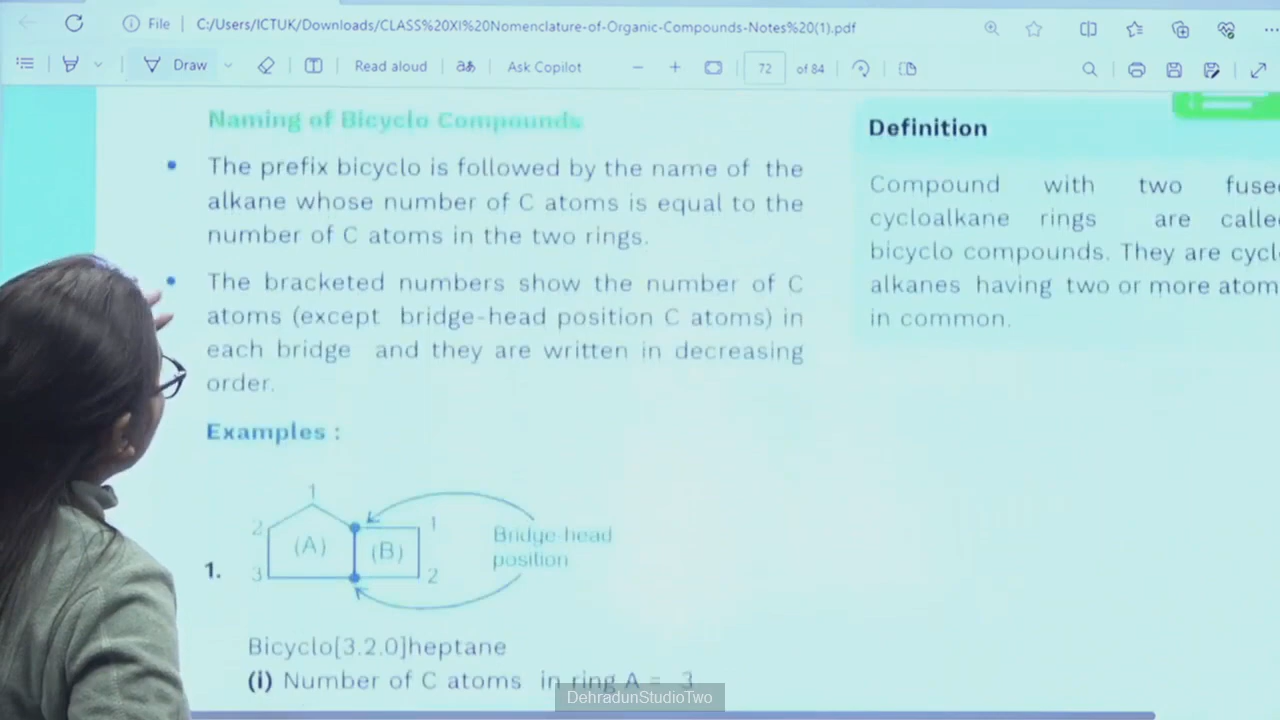 File | C:/Users/ICTUK/Downloads/CLASS%20XI%20Nomenclature-of-Organic-Compounds-Notes%20(1).pdf
Draw
Read aloud
Ask Copilot
72 of 84
Naming of Bicyclo Compounds
The prefix bicyclo is followed by the name of the
alkane whose number of C atoms is equal to the
number of C atoms in the two rings.
The bracketed numbers show the number of C
atoms (except bridge-head position C atoms) in
each bridge and they are written in decreasing
order.
Examples :
1
2
(A)
3
(B)
1
2
Bridge-head
position
1.
Bicyclo[3.2.0]heptane
(i) Number of C atoms in ring A = 3
Definition
Compound with two fused
cycloalkane rings are called
bicyclo compounds. They are cyclo
alkanes having two or more atom
in common.
DehradunStudioTwo